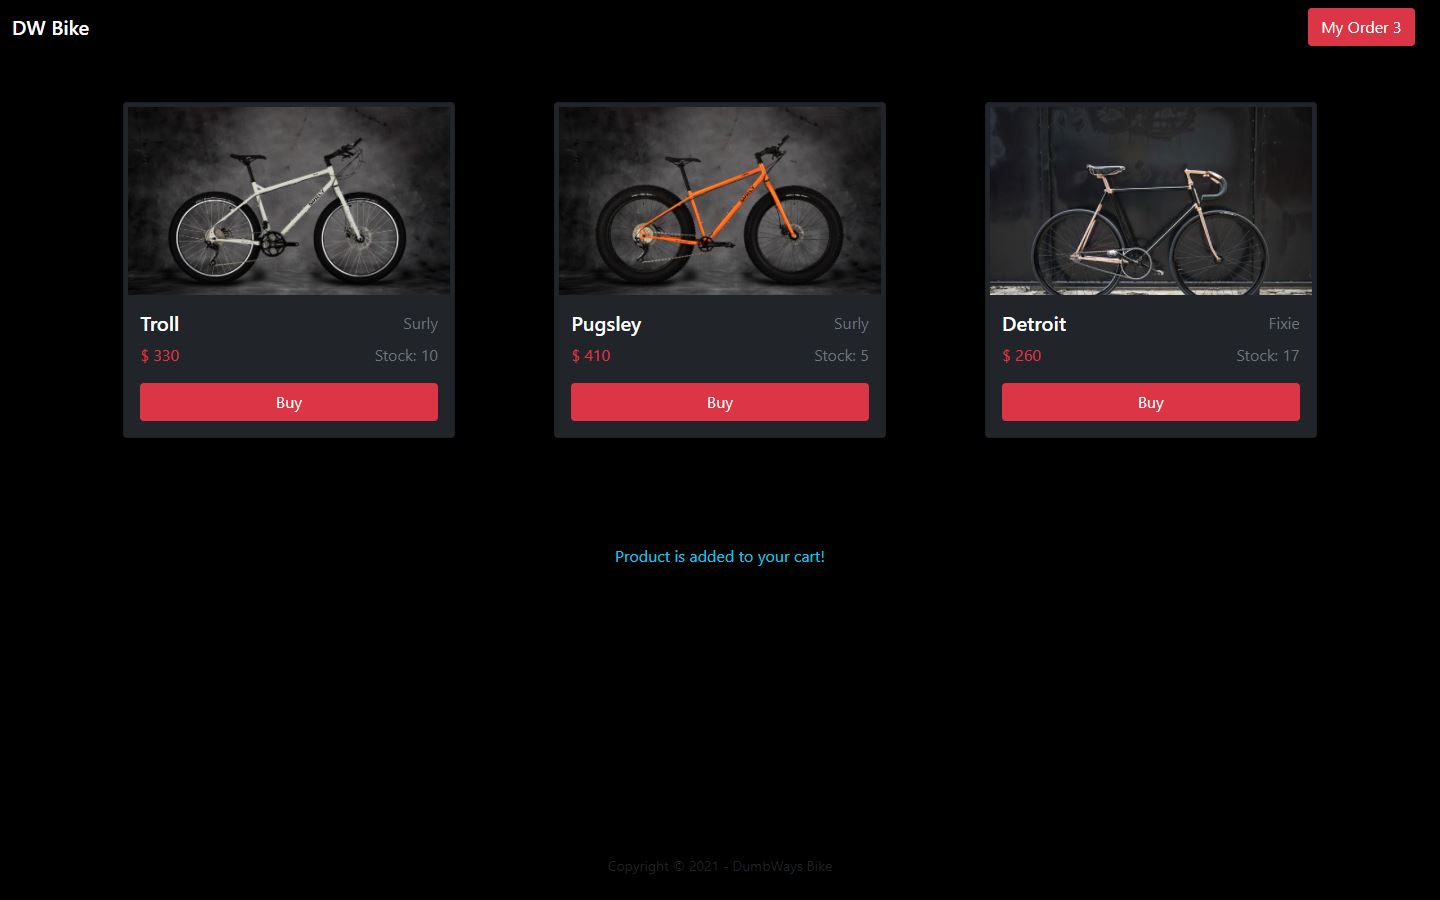 DW Bike
My Order 3
Troll
Surly
$ 330
Stock: 10
Buy
Pugsley
Surly
$ 410
Stock: 5
Buy
Detroit
Fixie
$ 260
Stock: 17
Buy
Product is added to your cart!
Copyright © 2021 - DumbWays Bike